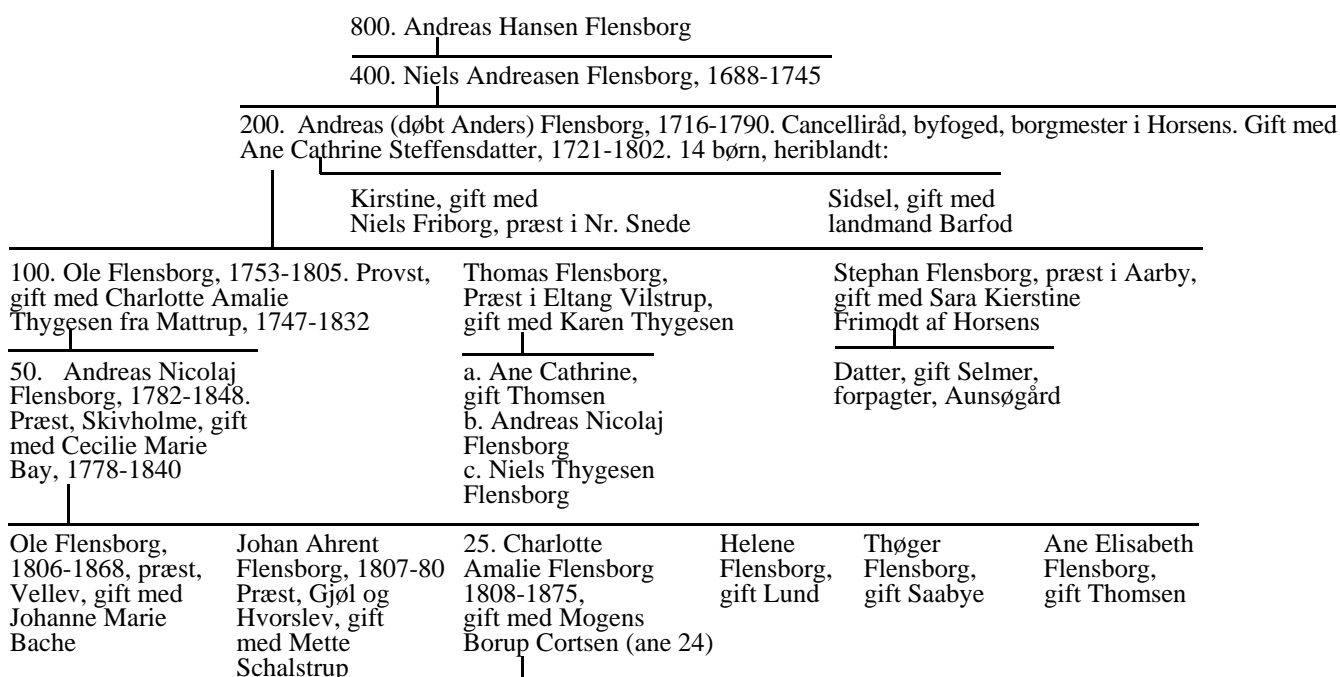 800. Andreas Hansen Flensborg
400. Niels Andreasen Flensborg, 1688-1745
200. Andreas (døbt Anders) Flensborg, 1716-1790. Cancelliråd, byfoged, borgmester i Horsens. Gift med
Ane Cathrine Steffensdatter, 1721-1802. 14 børn, heriblandt:
Kirstine, gift med
Niels Friborg, præst i Nr. Snede
Sidsel, gift med
landmand Barfod
100. Ole Flensborg, 1753-1805. Provst,
gift med Charlotte Amalie
Thygesen fra Mattrup, 1747-1832
Thomas Flensborg,
Præst i Eltang Vilstrup,
gift med Karen Thygesen
Stephan Flensborg, præst i Aarby,
gift med Sara Kierstine
Frimodt af Horsens
50. Andreas Nicolaj
Flensborg, 1782-1848.
Præst, Skivholme, gift
med Cecilie Marie
Bay, 1778-1840
a. Ane Cathrine,
gift Thomsen
b. Andreas Nicolaj
Flensborg
c. Niels Thygesen
Flensborg
Datter, gift Selmer,
forpagter, Aunsøgård
Ole Flensborg,
1806-1868, præst,
Vellev, gift med
Johanne Marie
Bache
Johan Ahrent
Flensborg, 1807-80
Præst, Gjøl og
Hvorslev, gift
med Mette
Schalstrup
25. Charlotte
Amalie Flensborg
1808-1875,
gift med Mogens
Borup Cortsen (ane 24)
Helene
Flensborg,
gift Lund
Thøger
Flensborg,
gift Saabye
Ane Elisabeth
Flensborg,
gift Thomsen